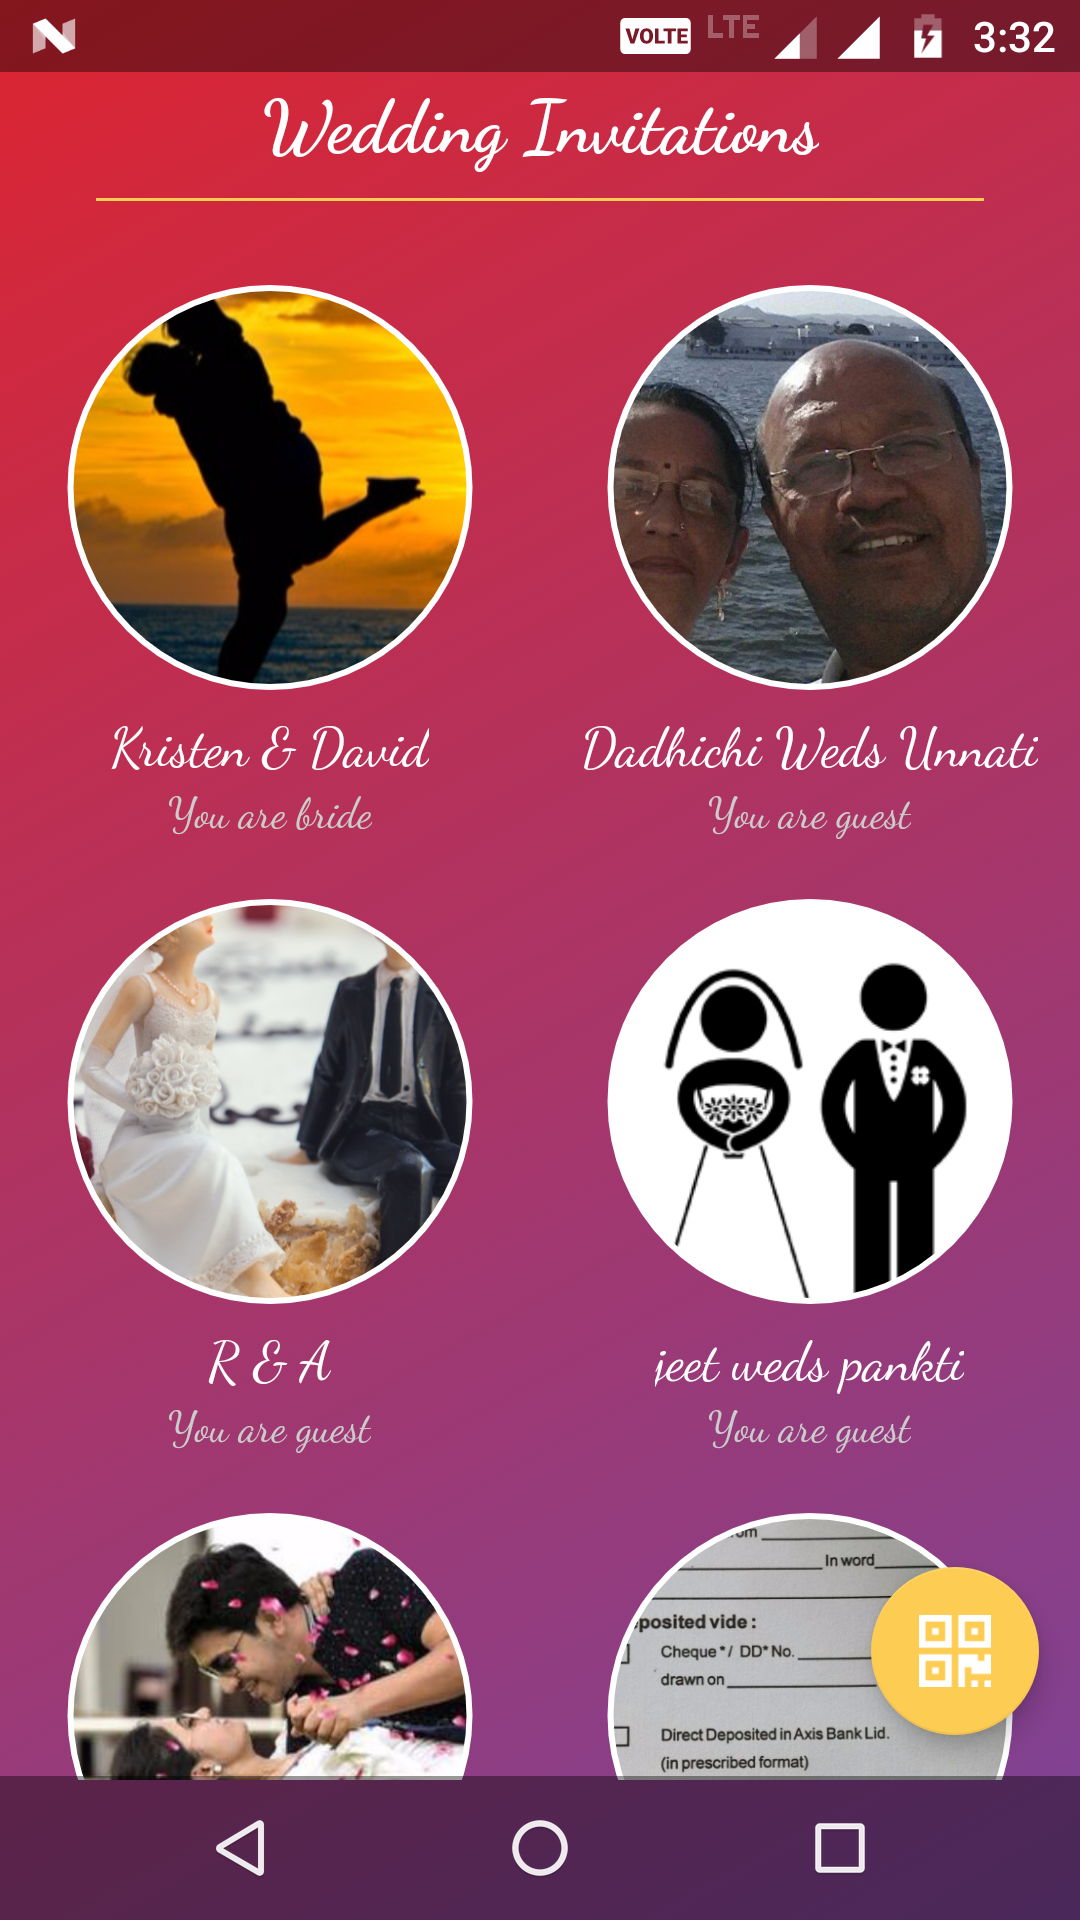 VOLTE LTE 3:32
Wedding Invitations
Kristen & David
Dadhichi Weds Unnati
You are bride
You are guest
R & A
jeet weds pankti
You are guest
You are guest
In word
posited vide :
Cheque */ DD* No.
drawn on
Direct Deposited in Axis Bank Ltd.
(in prescribed format)